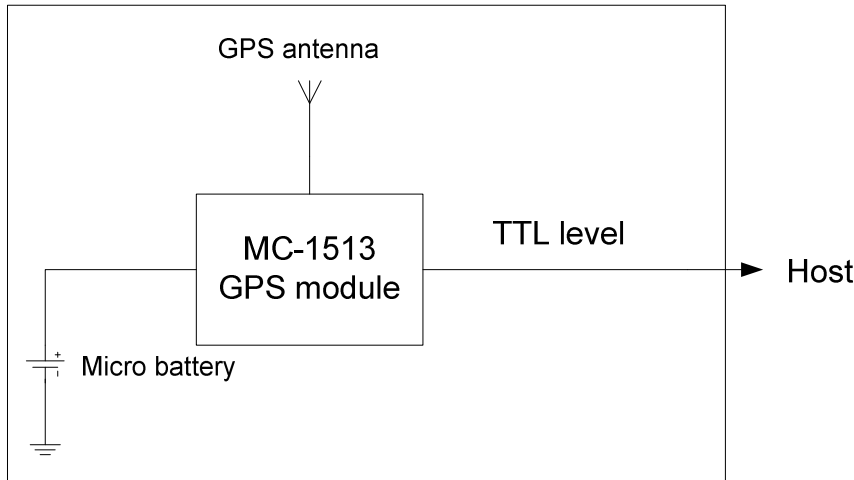 GPS antenna
MC-1513
GPS module
TTL level
Host
+
-
Micro battery